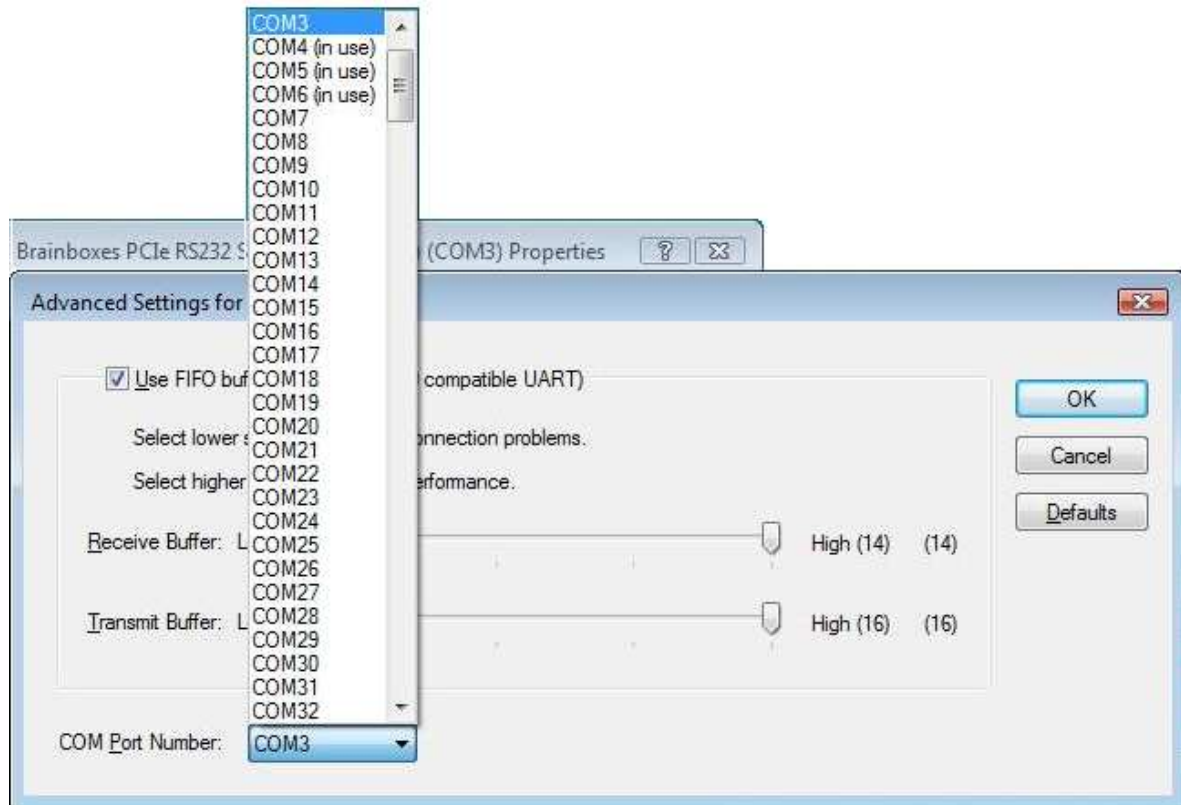 COM3
COM4 (in use)
COM5 (in use)
COM6 (in use)
COM7
COM8
COM9
COM10
COM11
COM12
COM13
COM14
COM15
COM16
COM17
COM18
COM19
COM20
COM21
COM22
COM23
COM24
COM25
COM26
COM27
COM28
COM29
COM30
COM31
COM32
Brainboxes PCIe RS232 (COM3) Properties
Advanced Settings for
Use FIFO compatible UART)
Select lower connection problems.
Select higher performance.
Receive Buffer: High (14) (14)
Transmit Buffer: High (16) (16)
OK
Cancel
Defaults
COM Port Number: COM3